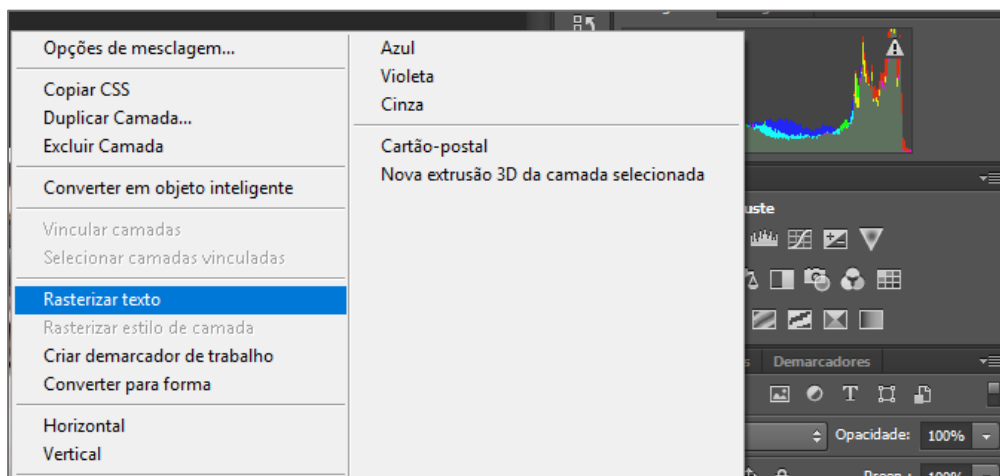 Opções de mesclagem...
Copiar CSS
Duplicar Camada...
Excluir Camada
Converter em objeto inteligente
Vincular camadas
Selecionar camadas vinculadas
Rasterizar texto
Rasterizar estilo de camada
Criar demarcador de trabalho
Converter para forma
Horizontal
Vertical
Azul
Violeta
Cinza
Cartão-postal
Nova extrusão 3D da camada selecionada
Demarcadores
Opacidade: 100%
100%